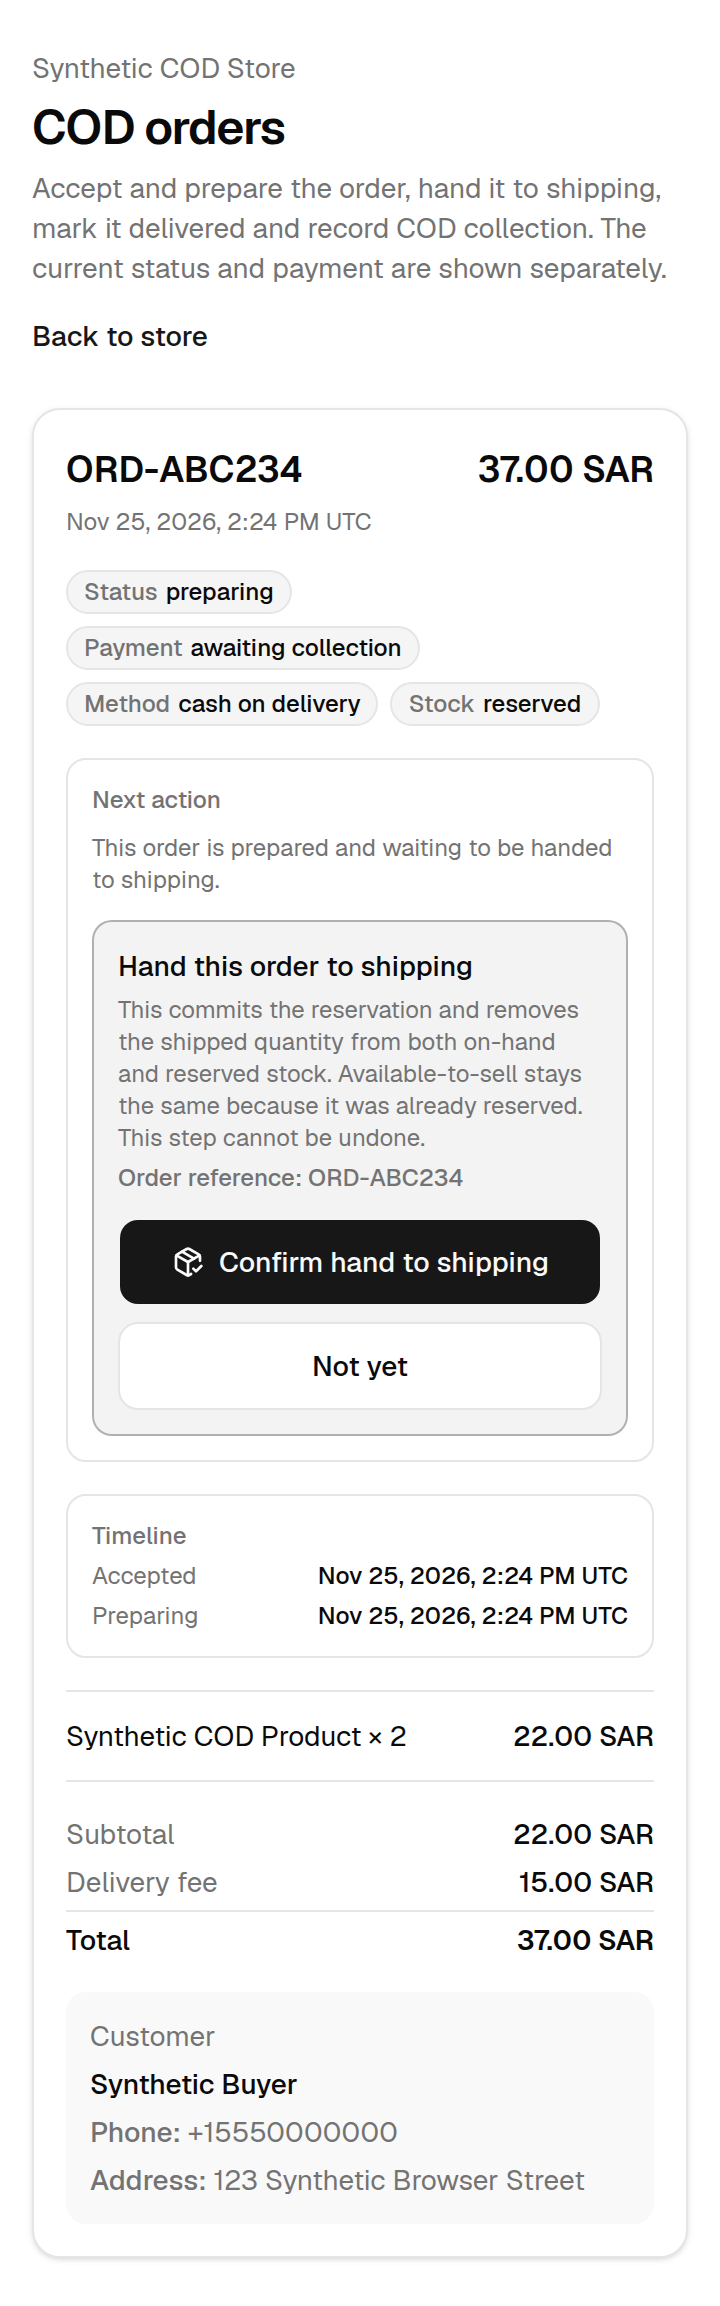 Synthetic COD Store
COD orders
Accept and prepare the order, hand it to shipping,
mark it delivered and record COD collection. The
current status and payment are shown separately.
Back to store
ORD-ABC234 37.00 SAR
Nov 25, 2026, 2:24 PM UTC
Status preparing
Payment awaiting collection
Method cash on delivery Stock reserved
Next action
This order is prepared and waiting to be handed
to shipping.
Hand this order to shipping
This commits the reservation and removes
the shipped quantity from both on-hand
and reserved stock. Available-to-sell stays
the same because it was already reserved.
This step cannot be undone.
Order reference: ORD-ABC234
Confirm hand to shipping
Not yet
Timeline
Accepted Nov 25, 2026, 2:24 PM UTC
Preparing Nov 25, 2026, 2:24 PM UTC
Synthetic COD Product × 2 22.00 SAR
Subtotal 22.00 SAR
Delivery fee 15.00 SAR
Total 37.00 SAR
Customer
Synthetic Buyer
Phone: +15550000000
Address: 123 Synthetic Browser Street